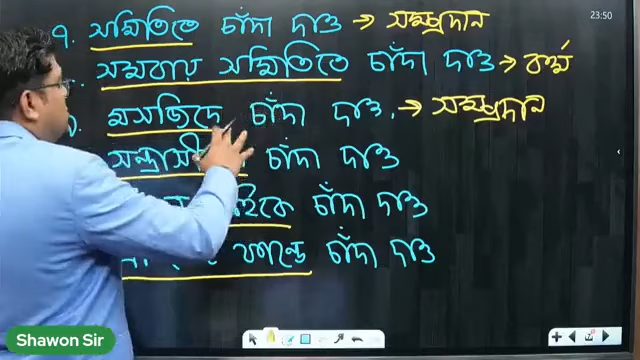 23:50
৭. সমিতিতে চাঁদা দাও → সম্প্রদান
সমবায় সমিতিতে চাঁদা দাও → কর্ম
মসজিদে চাঁদা দাও. → সম্প্রদান
চাঁদা দাও
চাঁদা দাও
ফান্ডে চাঁদা দাও
Shawon Sir